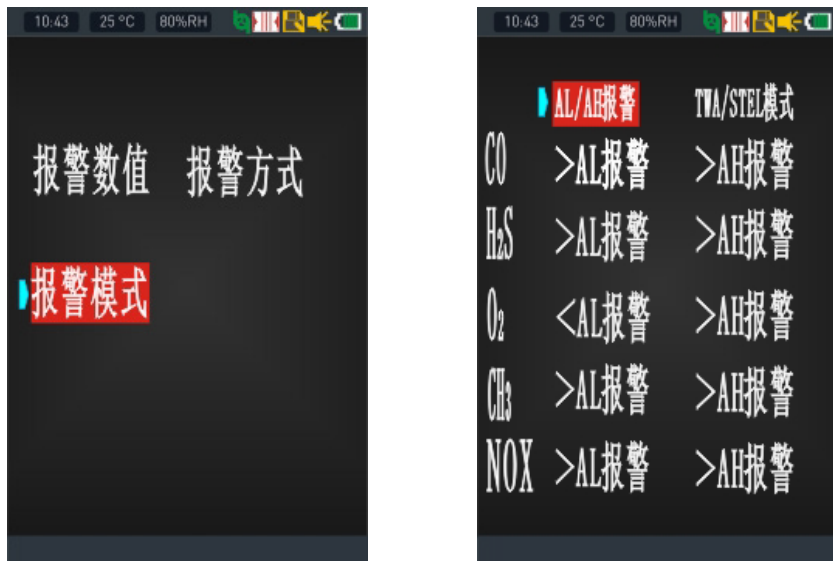 10:43 25 °C 80%RH
报警数值 报警方式
报警模式
10:43 25 °C 80%RH
AL/AH报警 TWA/STEL模式
CO >AL报警 >AH报警
H₂S >AL报警 >AH报警
O₂ <AL报警 >AH报警
CH₃ >AL报警 >AH报警
NOX >AL报警 >AH报警